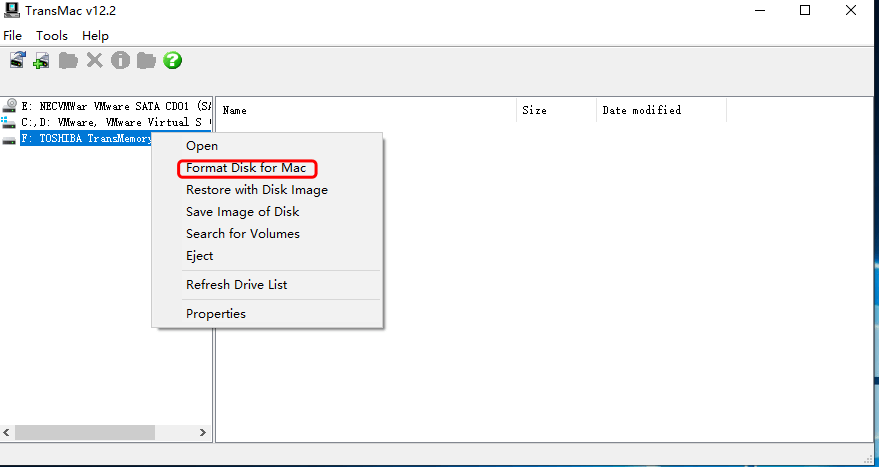 TransMac v12.2
File Tools Help
E: NECVMWar VMware SATA CD01 (SA
C:,D: VMware, VMware Virtual S
F: TOSHIBA TransMemory
Name Size Date modified
Open
Format Disk for Mac
Restore with Disk Image
Save Image of Disk
Search for Volumes
Eject
Refresh Drive List
Properties